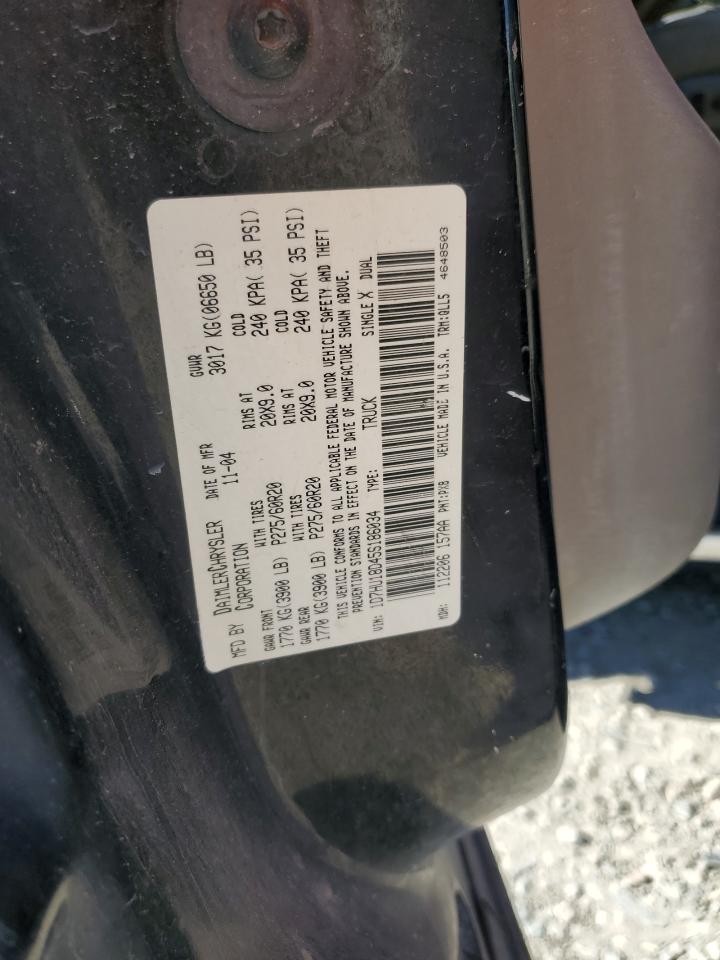 MFD BY DAIMLERCHRYSLER CORPORATION DATE OF MFR 11-04 GVWR 3017 KG(06650 LB)
GAWR FRONT WITH TIRES RIMS AT COLD
1770 KG(3900 LB) P275/60R20 20X9.0 240 KPA( 35 PSI)
GAWR REAR WITH TIRES RIMS AT COLD
1770 KG(3900 LB) P275/60R20 20X9.0 240 KPA( 35 PSI)
THIS VEHICLE CONFORMS TO ALL APPLICABLE FEDERAL MOTOR VEHICLE SAFETY AND THEFT
PREVENTION STANDARDS IN EFFECT ON THE DATE OF MANUFACTURE SHOWN ABOVE.
VIN: 1D7HU18D45S186034 TYPE: TRUCK SINGLE X DUAL
MDH: 112206 157AA PNT:PX8 VEHICLE MADE IN U.S.A. TRM:QLL5 4648503